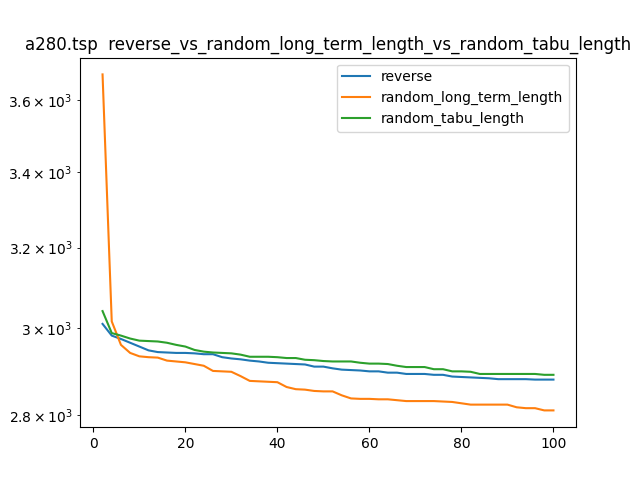 a280.tsp  reverse_vs_random_long_term_length_vs_random_tabu_length
reverse
random_long_term_length
random_tabu_length
3.6 × 10³
3.4 × 10³
3.2 × 10³
3 × 10³
2.8 × 10³
0 20 40 60 80 100